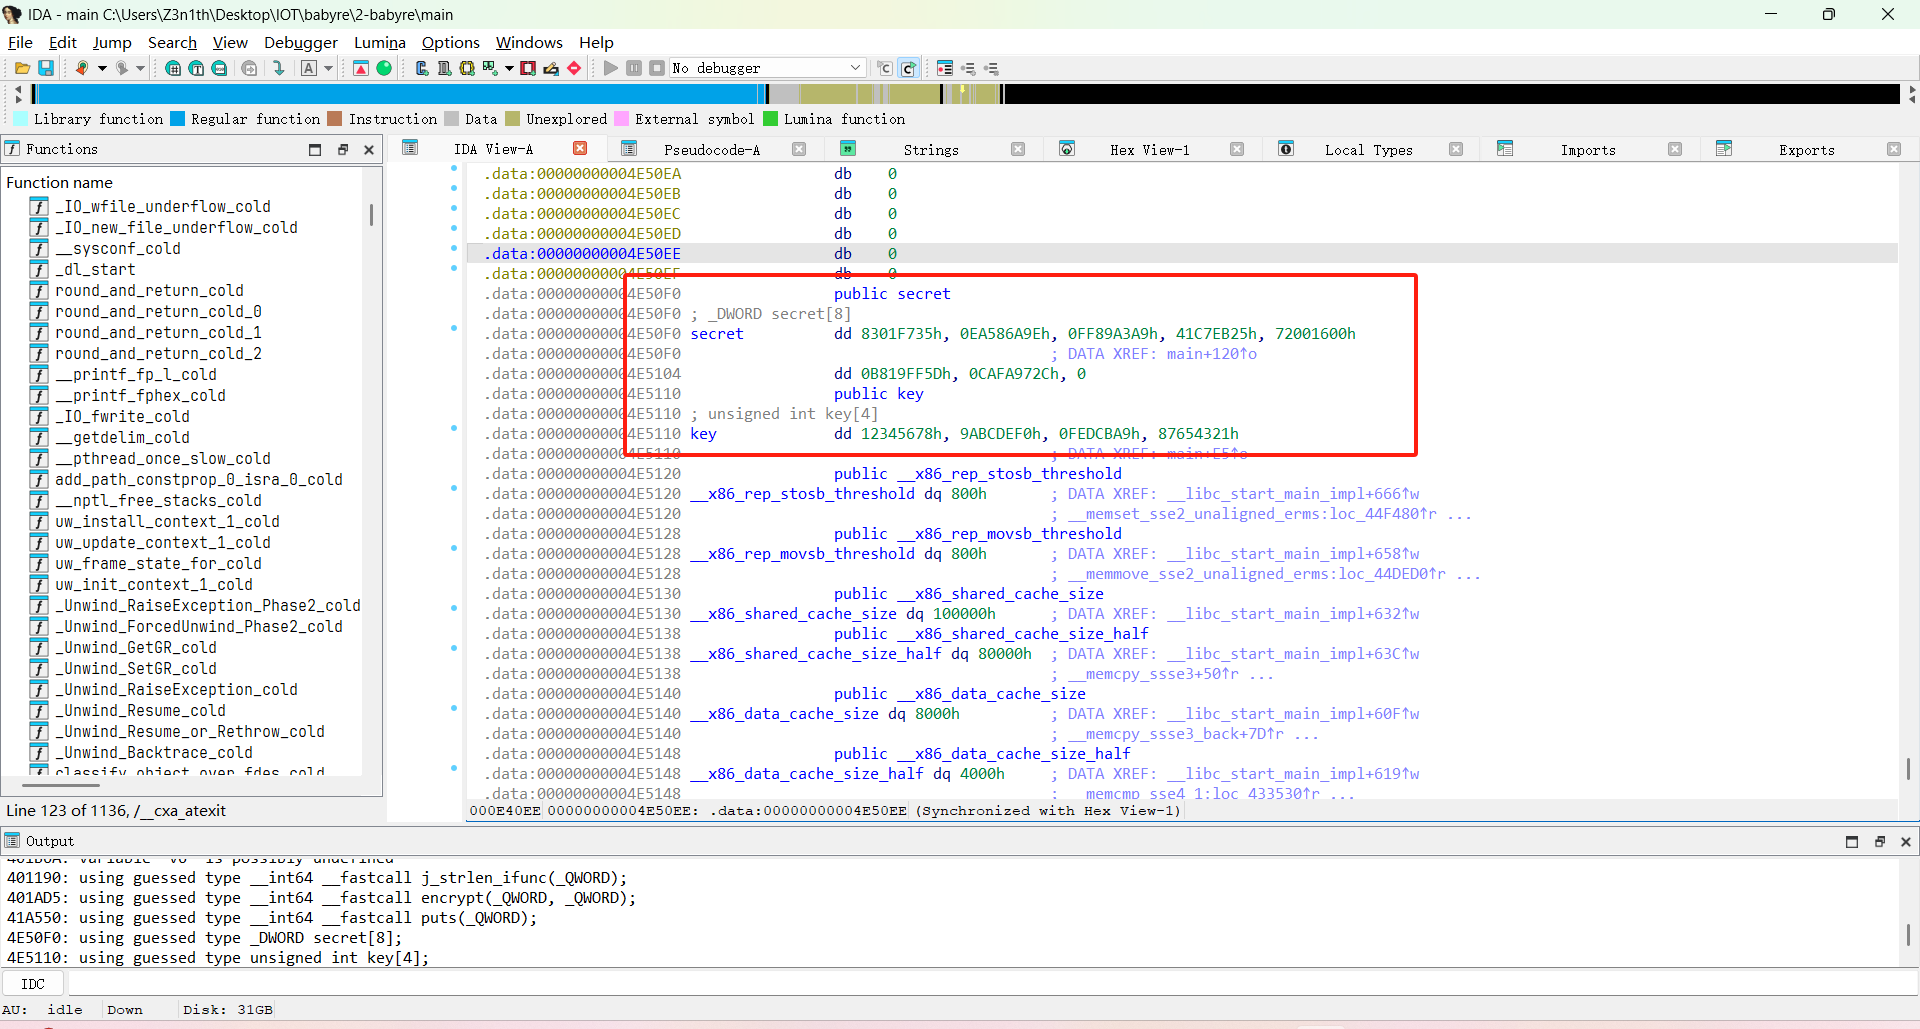 IDA - main C:\Users\Z3n1th\Desktop\IOT\babyre\2-babyre\main
File Edit Jump Search View Debugger Lumina Options Windows Help
No debugger
Library function Regular function Instruction Data Unexplored External symbol Lumina function
Functions
IDA View-A Pseudocode-A Strings Hex View-1 Local Types Imports Exports
Function name
_IO_wfile_underflow_cold
_IO_new_file_underflow_cold
__sysconf_cold
_dl_start
round_and_return_cold
round_and_return_cold_0
round_and_return_cold_1
round_and_return_cold_2
__printf_fp_l_cold
__printf_fphex_cold
_IO_fwrite_cold
__getdelim_cold
__pthread_once_slow_cold
add_path_constprop_0_isra_0_cold
__nptl_free_stacks_cold
uw_install_context_1_cold
uw_update_context_1_cold
uw_frame_state_for_cold
uw_init_context_1_cold
_Unwind_RaiseException_Phase2_cold
_Unwind_ForcedUnwind_Phase2_cold
_Unwind_GetGR_cold
_Unwind_SetGR_cold
_Unwind_RaiseException_cold
_Unwind_Resume_cold
_Unwind_Resume_or_Rethrow_cold
_Unwind_Backtrace_cold
classify_object_over_fdes_cold
Line 123 of 1136, /__cxa_atexit
.data:00000000004E50EA db 0
.data:00000000004E50EB db 0
.data:00000000004E50EC db 0
.data:00000000004E50ED db 0
.data:00000000004E50EE db 0
.data:00000000004E50EF db 0
.data:00000000004E50F0 public secret
.data:00000000004E50F0 ; _DWORD secret[8]
.data:00000000004E50F0 secret dd 8301F735h, 0EA586A9Eh, 0FF89A3A9h, 41C7EB25h, 72001600h
.data:00000000004E50F0 ; DATA XREF: main+120↑o
.data:00000000004E5104 dd 0B819FF5Dh, 0CAFA972Ch, 0
.data:00000000004E5110 public key
.data:00000000004E5110 ; unsigned int key[4]
.data:00000000004E5110 key dd 12345678h, 9ABCDEF0h, 0FEDCBA9h, 87654321h
.data:00000000004E5110 ; DATA XREF: main+E5↑o
.data:00000000004E5120 public __x86_rep_stosb_threshold
.data:00000000004E5120 __x86_rep_stosb_threshold dq 800h ; DATA XREF: __libc_start_main_impl+666↑w
.data:00000000004E5120 ; __memset_sse2_unaligned_erms:loc_44F480↑r ...
.data:00000000004E5128 public __x86_rep_movsb_threshold
.data:00000000004E5128 __x86_rep_movsb_threshold dq 800h ; DATA XREF: __libc_start_main_impl+658↑w
.data:00000000004E5128 ; __memmove_sse2_unaligned_erms:loc_44DED0↑r ...
.data:00000000004E5130 public __x86_shared_cache_size
.data:00000000004E5130 __x86_shared_cache_size dq 100000h ; DATA XREF: __libc_start_main_impl+632↑w
.data:00000000004E5138 public __x86_shared_cache_size_half
.data:00000000004E5138 __x86_shared_cache_size_half dq 80000h ; DATA XREF: __libc_start_main_impl+63C↑w
.data:00000000004E5138 ; __memcpy_ssse3+50↑r ...
.data:00000000004E5140 public __x86_data_cache_size
.data:00000000004E5140 __x86_data_cache_size dq 8000h ; DATA XREF: __libc_start_main_impl+60F↑w
.data:00000000004E5140 ; __memcpy_ssse3_back+7D↑r ...
.data:00000000004E5148 public __x86_data_cache_size_half
.data:00000000004E5148 __x86_data_cache_size_half dq 4000h ; DATA XREF: __libc_start_main_impl+619↑w
.data:00000000004E5148 ; __memcmp_sse4_1:loc_433530↑r ...
000E40EE 00000000004E50EE: .data:00000000004E50EE (Synchronized with Hex View-1)
Output
401B0A: variable 'v0' is possibly undefined
401190: using guessed type __int64 __fastcall j_strlen_ifunc(_QWORD);
401AD5: using guessed type __int64 __fastcall encrypt(_QWORD, _QWORD);
41A550: using guessed type __int64 __fastcall puts(_QWORD);
4E50F0: using guessed type _DWORD secret[8];
4E5110: using guessed type unsigned int key[4];
IDC
AU: idle Down Disk: 31GB